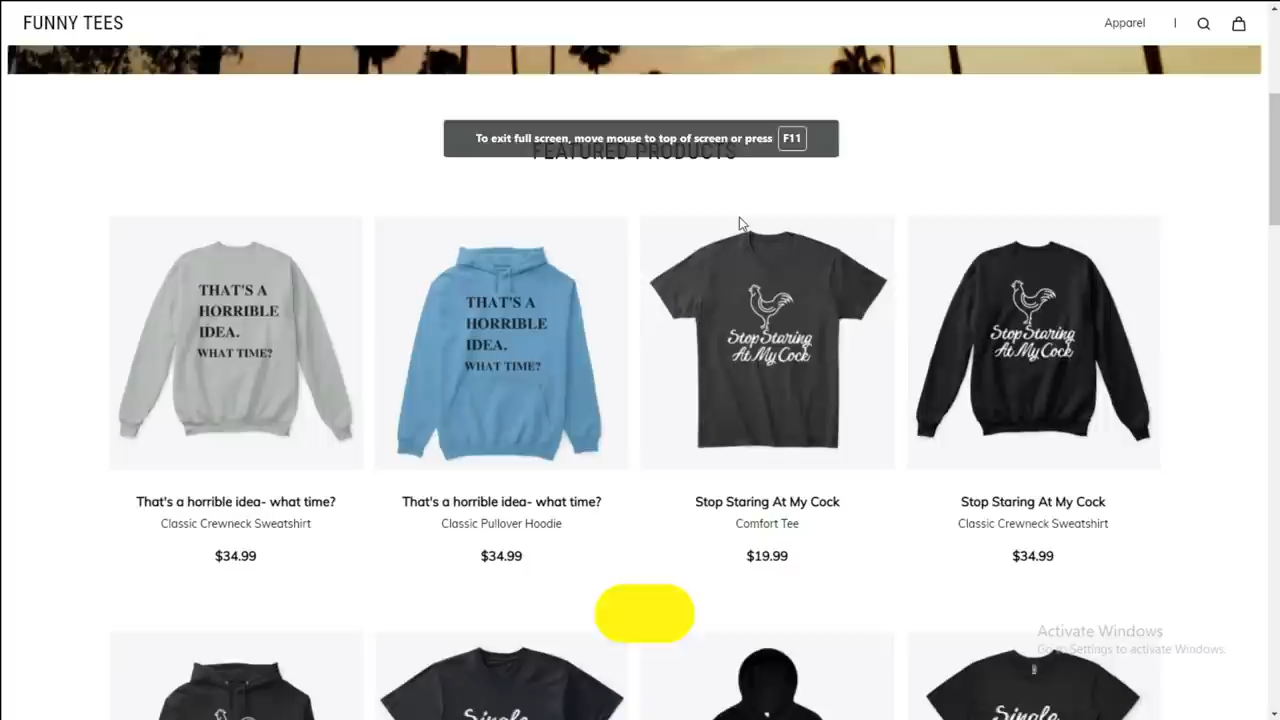 FUNNY TEES
Apparel
To exit full screen, move mouse to top of screen or press F11
FEATURED PRODUCTS
THAT'S A
HORRIBLE
IDEA.
WHAT TIME?
THAT'S A
HORRIBLE
IDEA.
WHAT TIME?
Stop Staring
At My Cock
Stop Staring
At My Cock
That's a horrible idea- what time?
Classic Crewneck Sweatshirt
$34.99
That's a horrible idea- what time?
Classic Pullover Hoodie
$34.99
Stop Staring At My Cock
Comfort Tee
$19.99
Stop Staring At My Cock
Classic Crewneck Sweatshirt
$34.99
Activate Windows
Go to Settings to activate Windows.
Single
Single